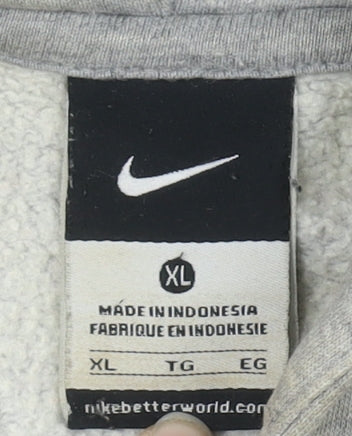 XL
MADE IN INDONESIA
FABRIQUE EN INDONESIE
XL TG EG
nikebetterworld.com